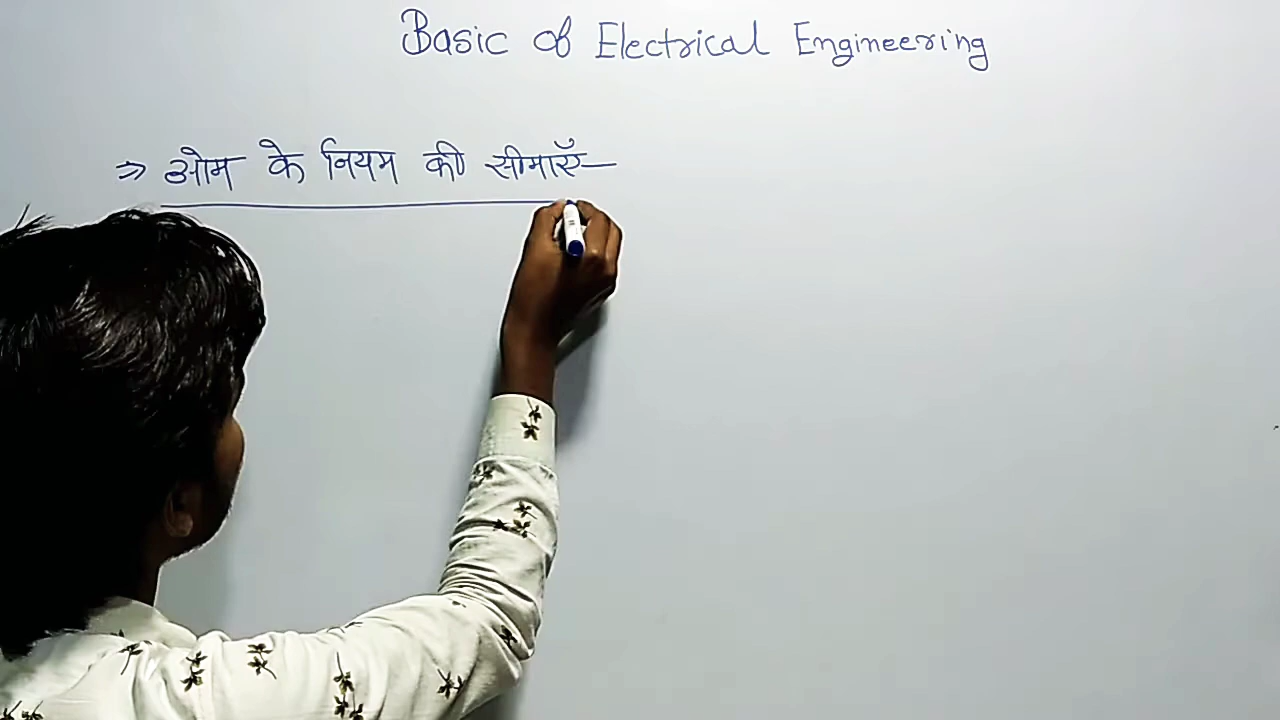 Basic of Electrical Engineering
⇒ ओम के नियम की सीमाएँ—